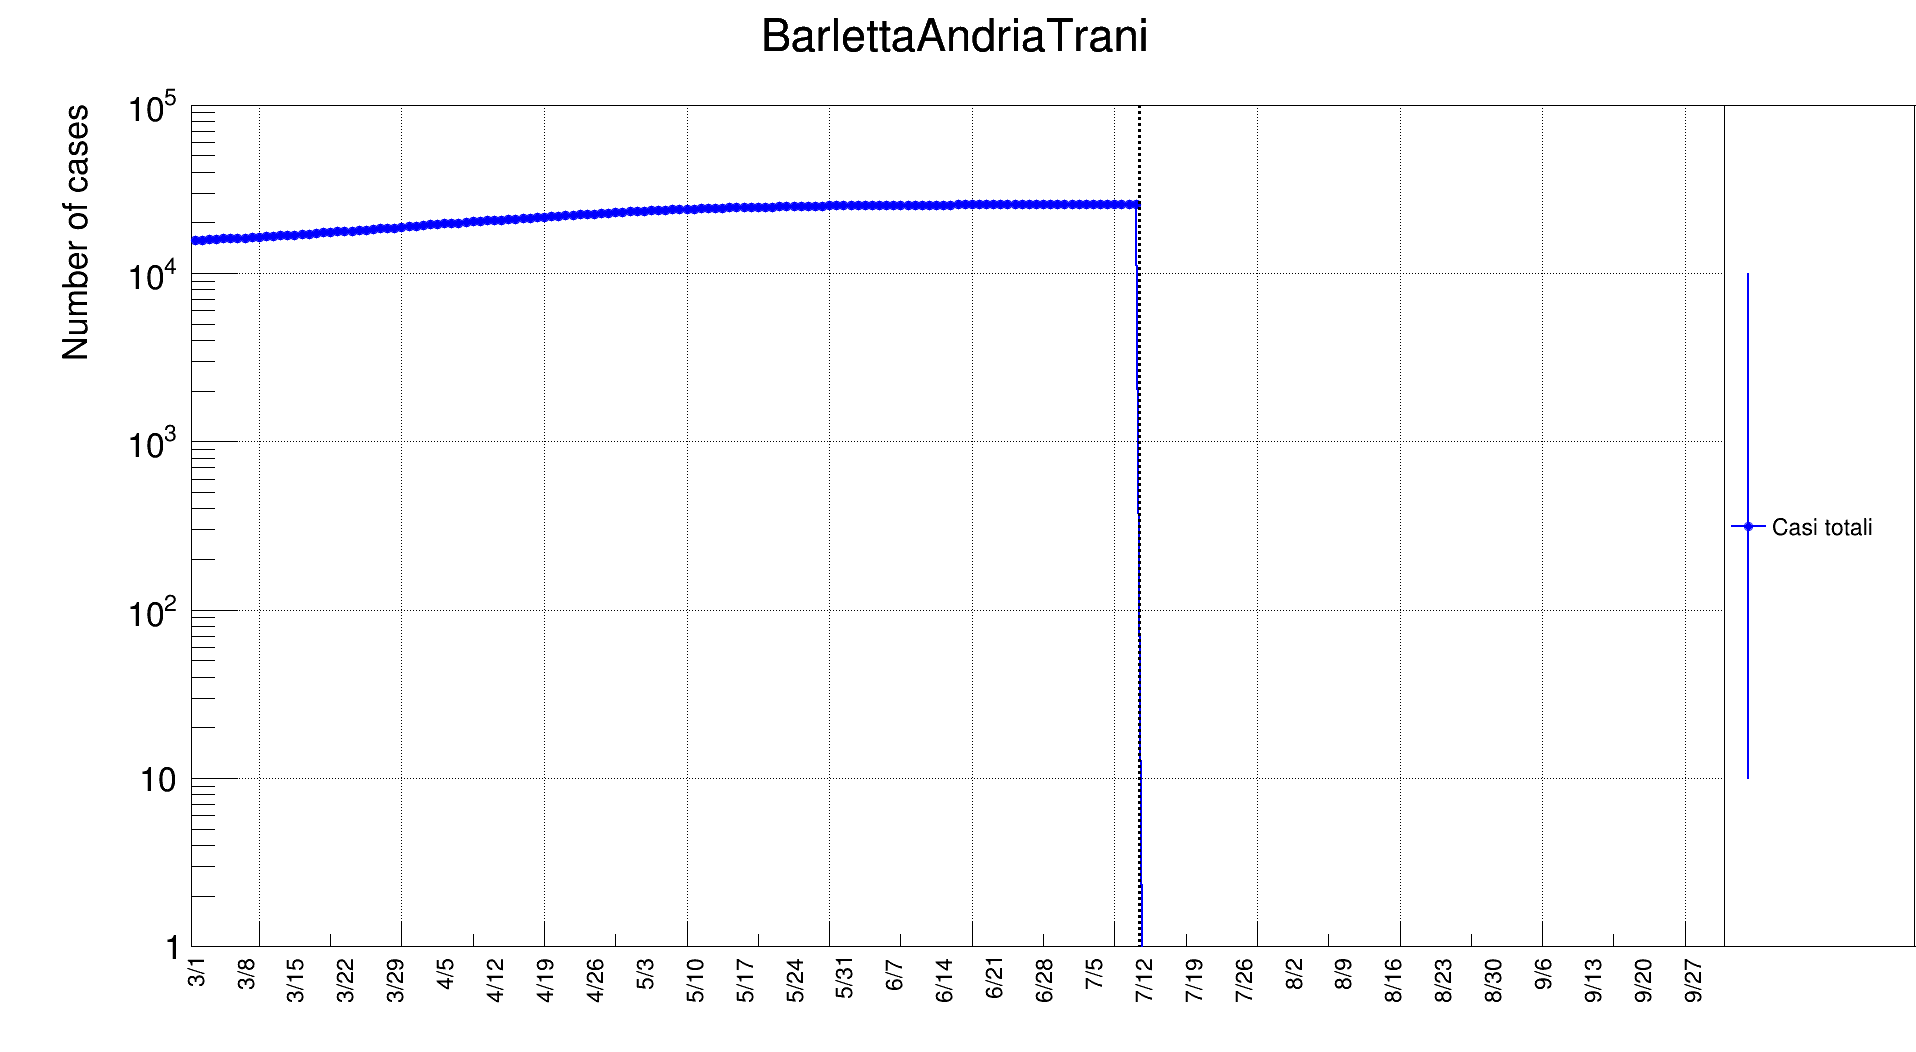 BarlettaAndriaTrani
Number of cases
10^5
10^4
10^3
10^2
10
1
3/1 3/8 3/15 3/22 3/29 4/5 4/12 4/19 4/26 5/3 5/10 5/17 5/24 5/31 6/7 6/14 6/21 6/28 7/5 7/12 7/19 7/26 8/2 8/9 8/16 8/23 8/30 9/6 9/13 9/20 9/27
Casi totali